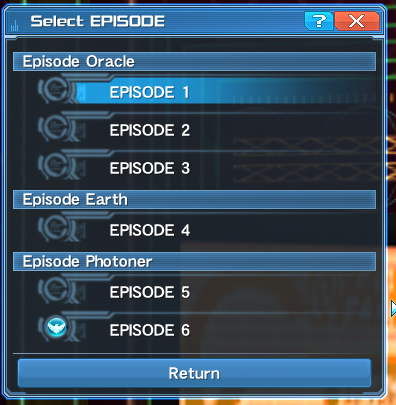 Select EPISODE
?
Episode Oracle
EPISODE 1
EPISODE 2
EPISODE 3
Episode Earth
EPISODE 4
Episode Photoner
EPISODE 5
EPISODE 6
Return